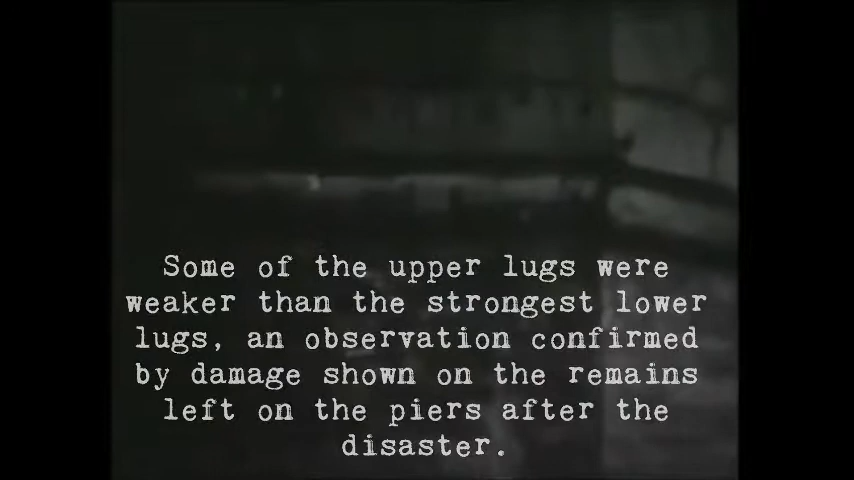 Some of the upper lugs were
weaker than the strongest lower
lugs, an observation confirmed
by damage shown on the remains
left on the piers after the
disaster.